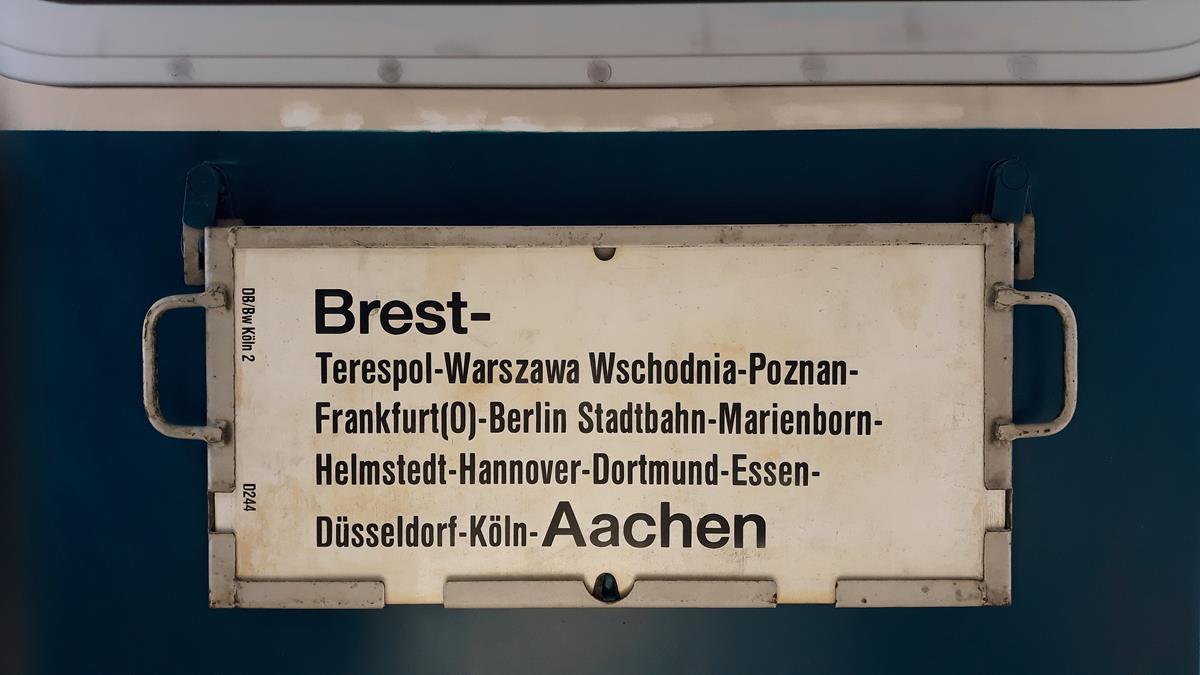 Brest-
Terespol-Warszawa Wschodnia-Poznan-
Frankfurt(O)-Berlin Stadtbahn-Marienborn-
Helmstedt-Hannover-Dortmund-Essen-
Düsseldorf-Köln-Aachen
DB/Bw Köln 2
D244